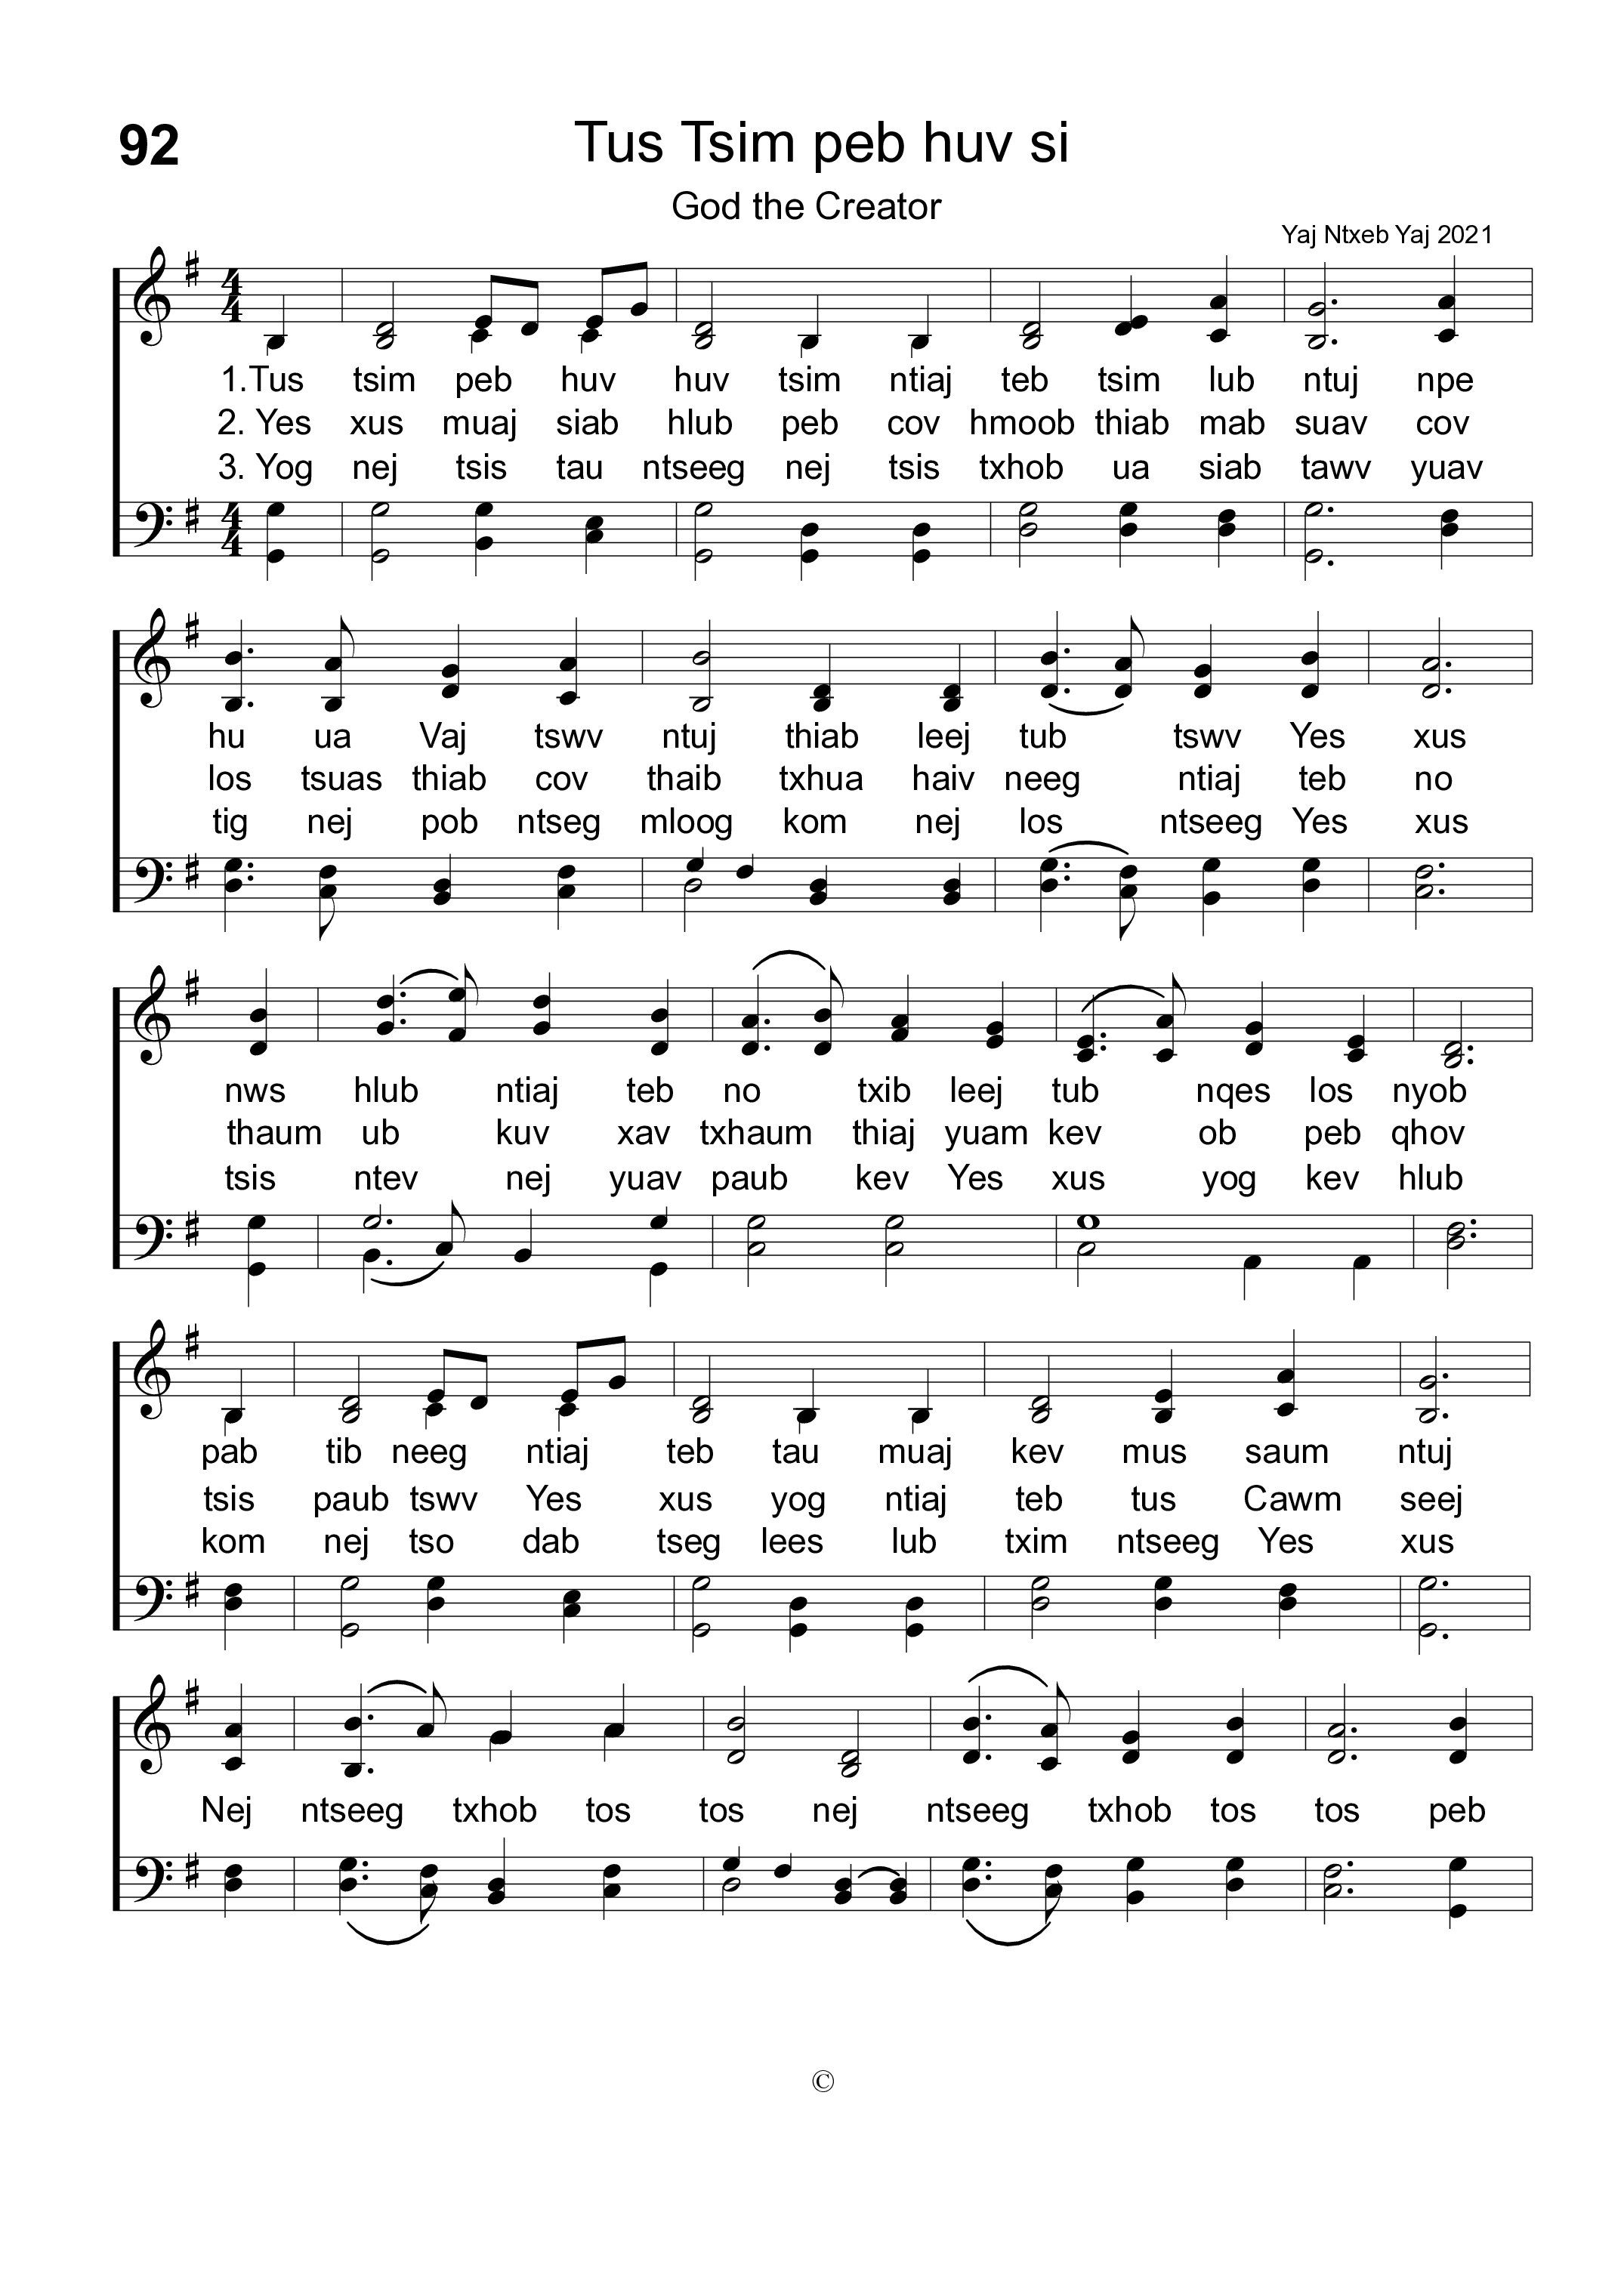 92
Tus Tsim peb huv si
God the Creator
Yaj Ntxeb Yaj 2021
1.Tus tsim peb huv huv tsim ntiaj teb tsim lub ntuj npe
2. Yes xus muaj siab hlub peb cov hmoob thiab mab suav cov
3. Yog nej tsis tau ntseeg nej tsis txhob ua siab tawv yuav
hu ua Vaj tswv ntuj thiab leej tub tswv Yes xus
los tsuas thiab cov thaib txhua haiv neeg ntiaj teb no
tig nej pob ntseg mloog kom nej los ntseeg Yes xus
nws hlub ntiaj teb no txib leej tub nqes los nyob
thaum ub kuv xav txhaum thiaj yuam kev ob peb qhov
tsis ntev nej yuav paub kev Yes xus yog kev hlub
pab tib neeg ntiaj teb tau muaj kev mus saum ntuj
tsis paub tswv Yes xus yog ntiaj teb tus Cawm seej
kom nej tso dab tseg lees lub txim ntseeg Yes xus
Nej ntseeg txhob tos tos nej ntseeg txhob tos tos peb
©